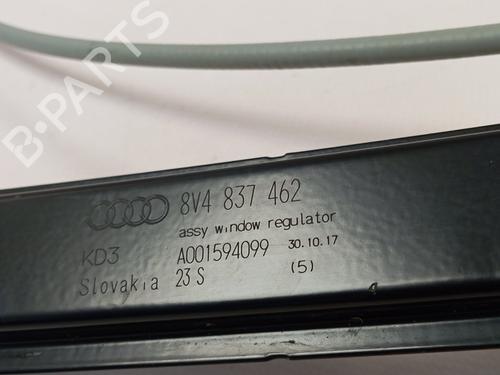 B-PARTS
8V4 837 462
assy window regulator
KD3 A001594099 30.10.17
Slovakia 23 S (5)